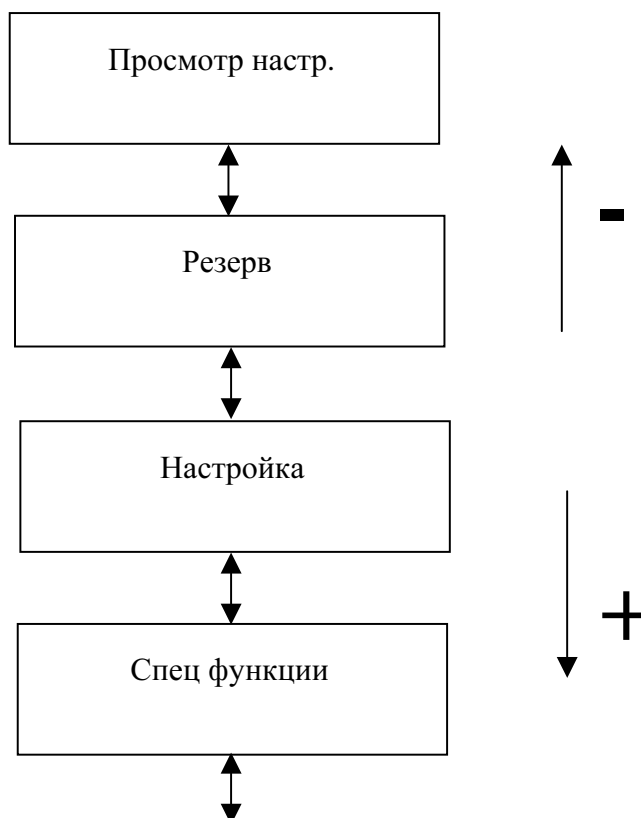 Просмотр настр.
Резерв
-
Настройка
+
Спец функции